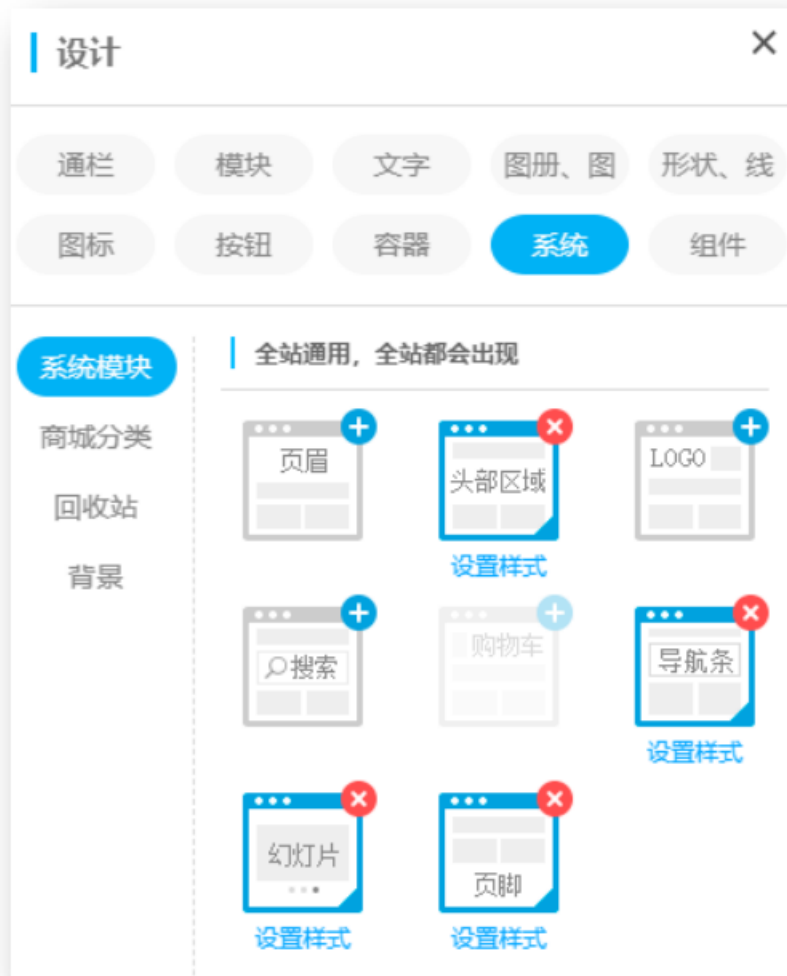 设计
通栏 模块 文字 图册、图 形状、线
图标 按钮 容器 系统 组件
系统模块
商城分类
回收站
背景
全站通用，全站都会出现
页眉 头部区域 LOGO
设置样式
搜索 购物车 导航条
设置样式
幻灯片 页脚
设置样式 设置样式